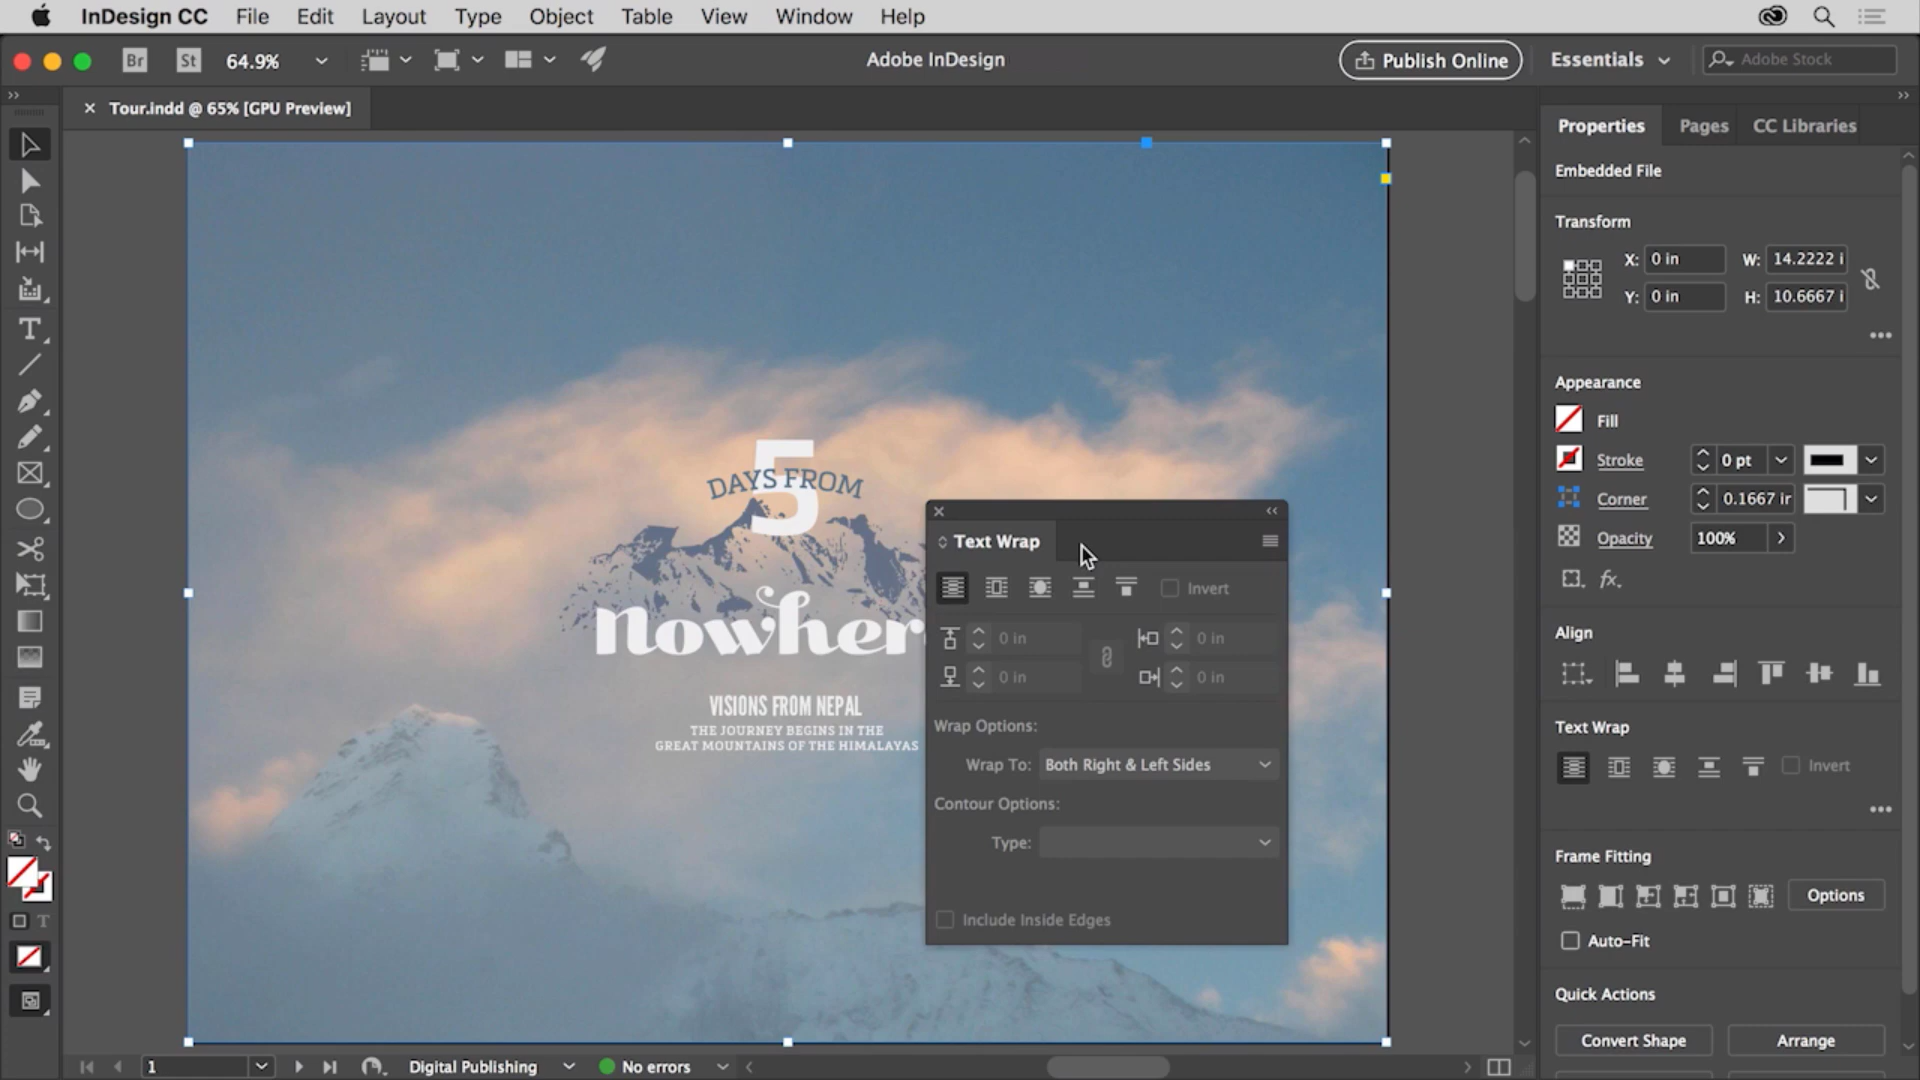 InDesign CC File Edit Layout Type Object Table View Window Help
Br St 64.9% Adobe InDesign Publish Online Essentials Adobe Stock
Tour.indd @ 65% [GPU Preview]
Properties Pages CC Libraries
Embedded File
Transform
X: 0 in W: 14.2222 i
Y: 0 in H: 10.6667 i
Appearance
Fill
Stroke 0 pt
Corner 0.1667 ir
Opacity 100%
fx.
Align
Text Wrap
Invert
Frame Fitting
Options
Auto-Fit
Quick Actions
Convert Shape Arrange
5
DAYS FROM
nowher
VISIONS FROM NEPAL
THE JOURNEY BEGINS IN THE
GREAT MOUNTAINS OF THE HIMALAYAS
Text Wrap
Invert
0 in 0 in
0 in 0 in
Wrap Options:
Wrap To: Both Right & Left Sides
Contour Options:
Type:
Include Inside Edges
T
T
1 Digital Publishing No errors